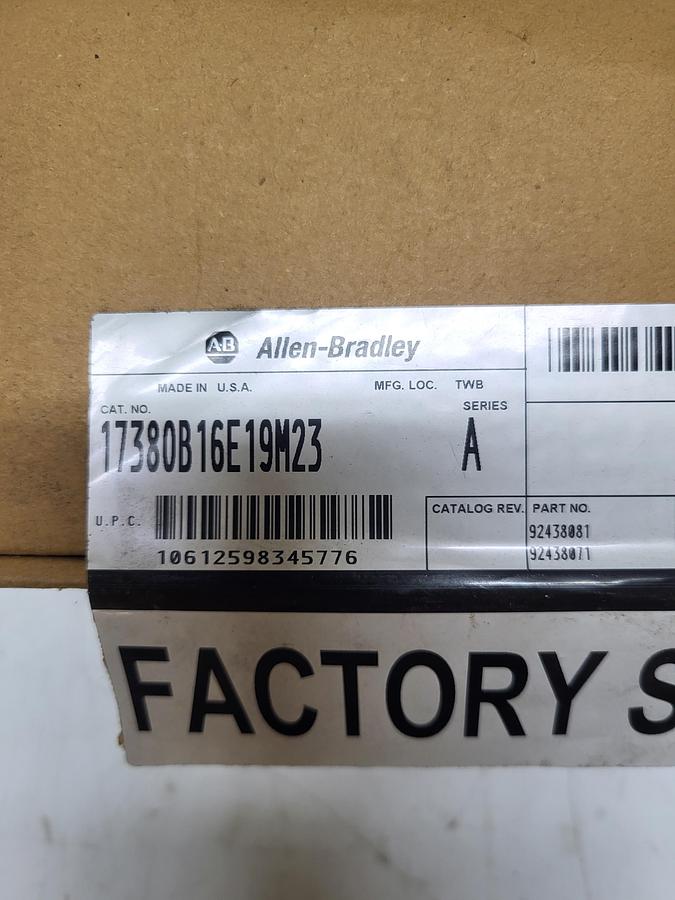 AB Allen-Bradley
MADE IN U.S.A. MFG. LOC. TWB
CAT. NO. SERIES
1738OB16E19M23 A
U.P.C.
10612598345776
CATALOG REV. PART NO.
92438081
92438071
FACTORY S